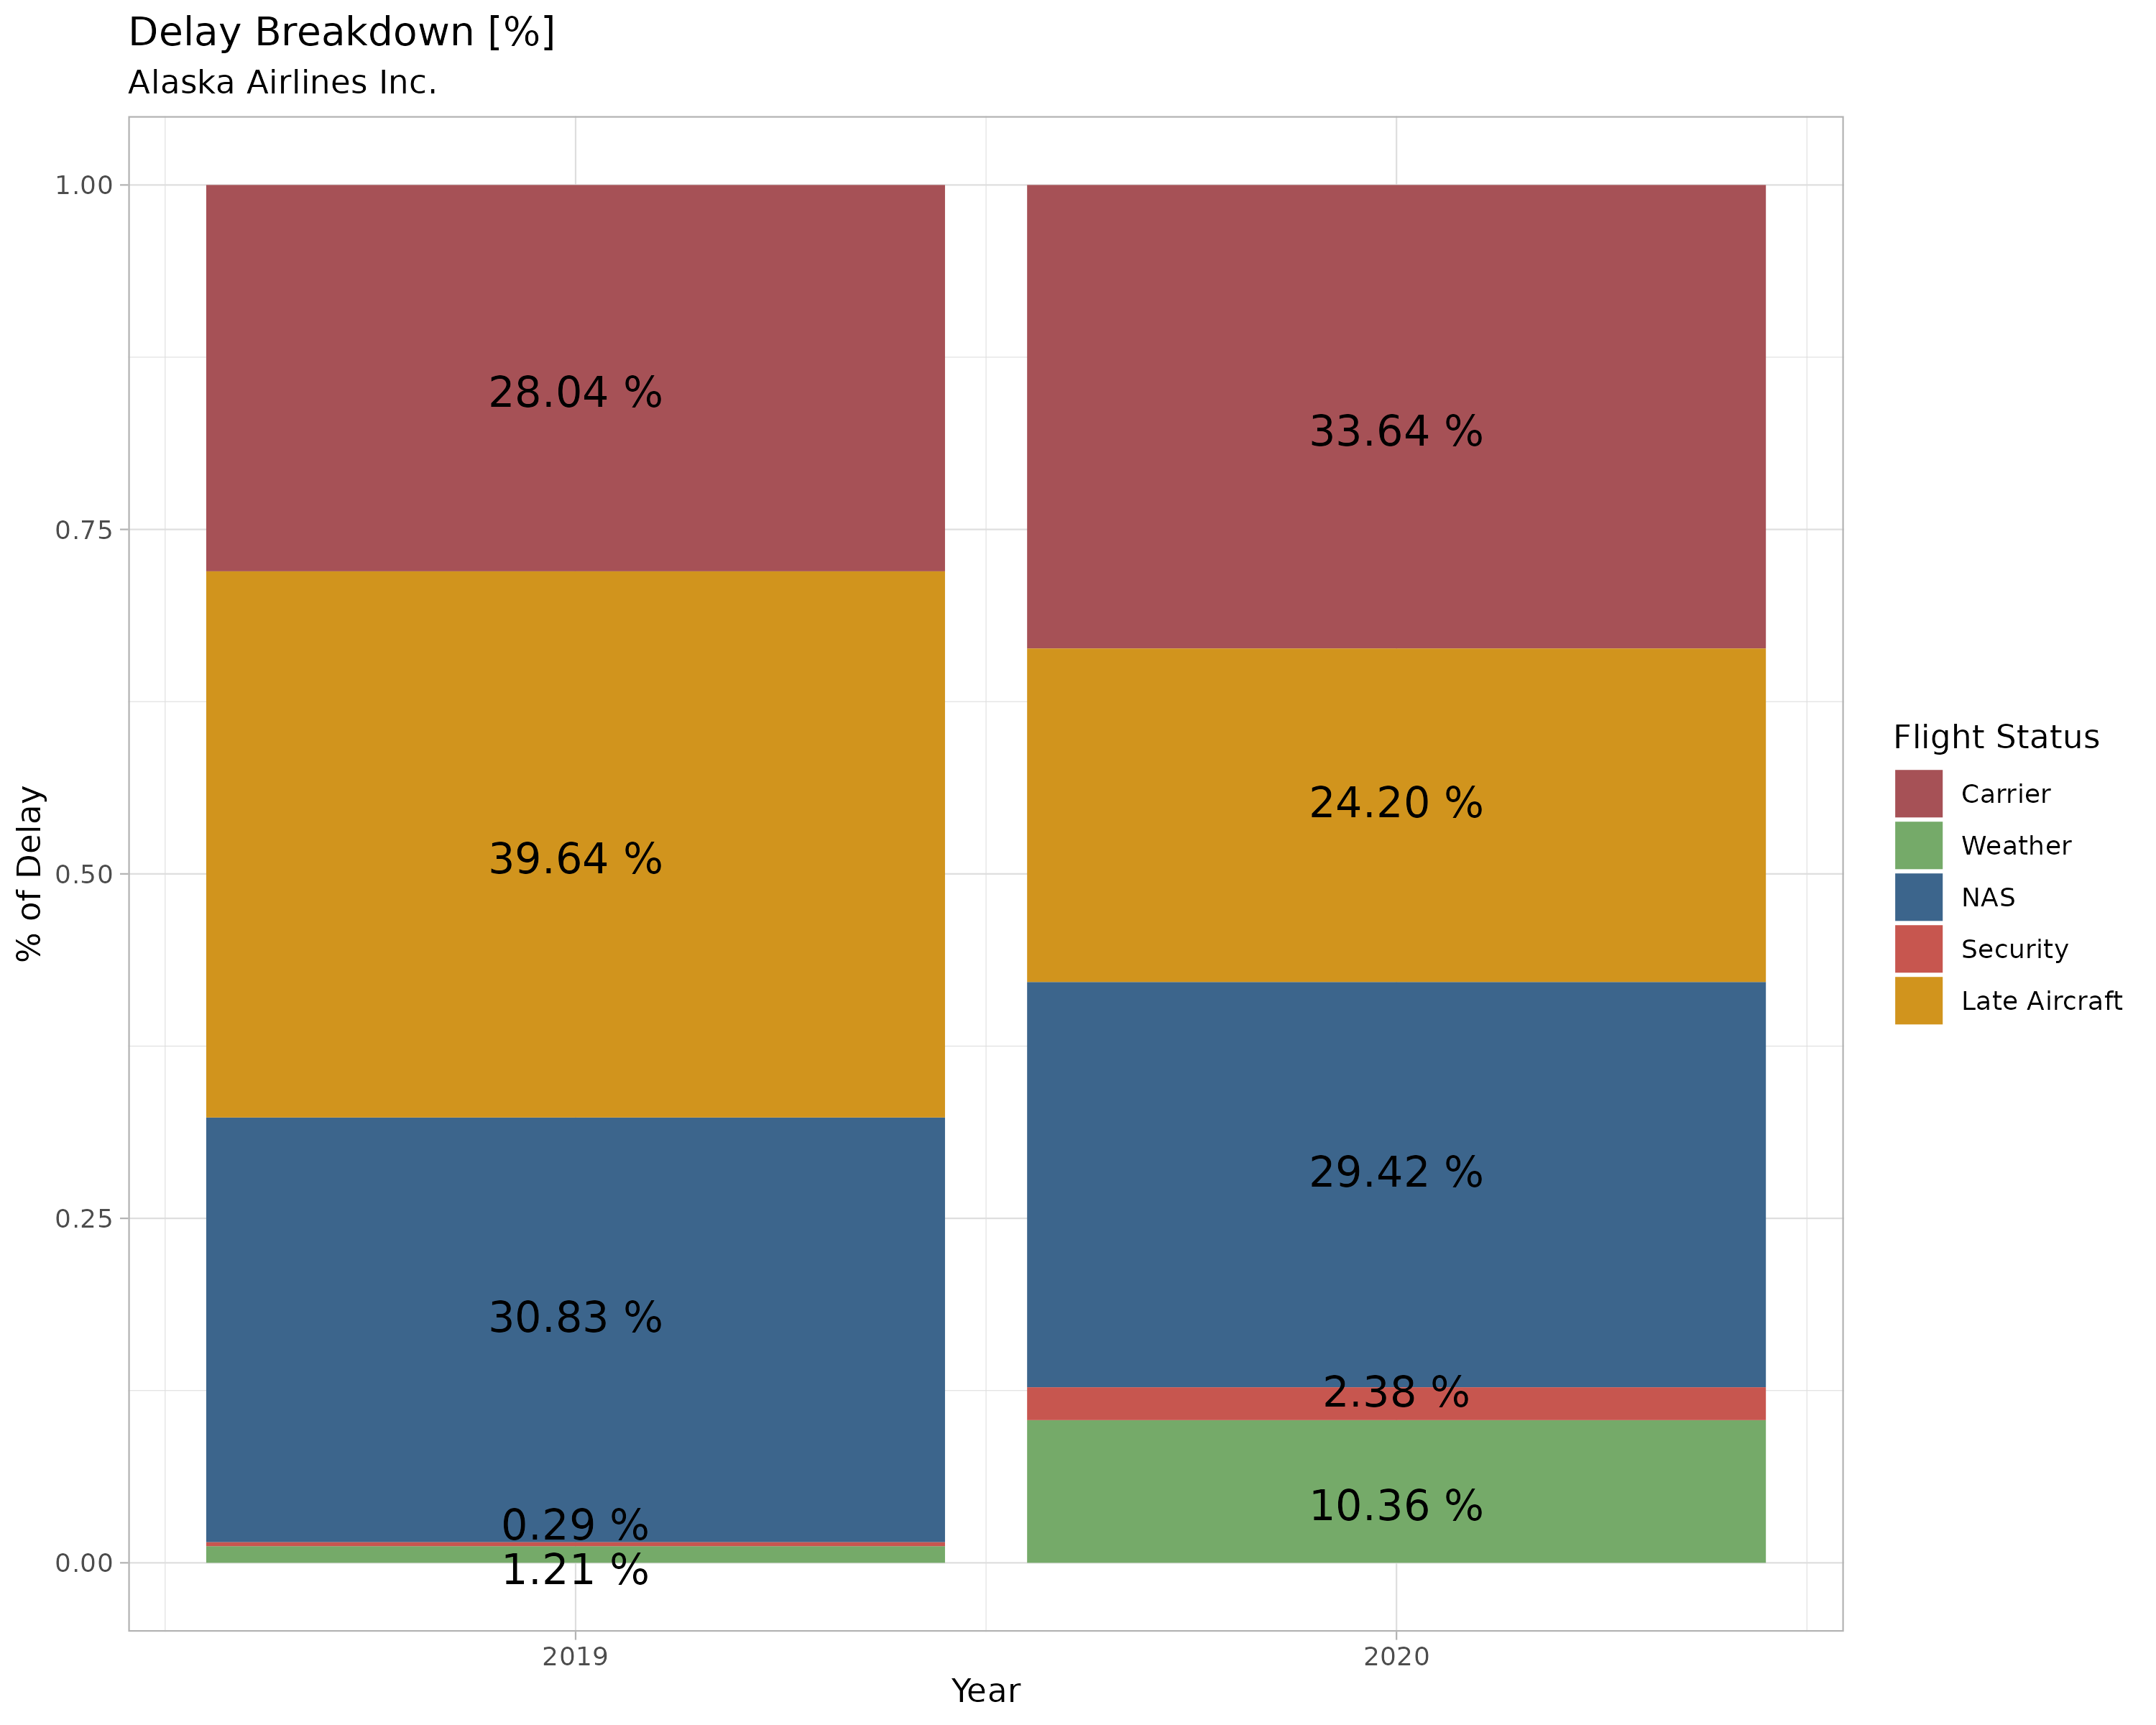 Delay Breakdown [%]
Alaska Airlines Inc.
% of Delay
1.00
0.75
0.50
0.25
0.00
28.04 %
39.64 %
30.83 %
0.29 %
1.21 %
33.64 %
24.20 %
29.42 %
2.38 %
10.36 %
2019
2020
Year
Flight Status
Carrier
Weather
NAS
Security
Late Aircraft